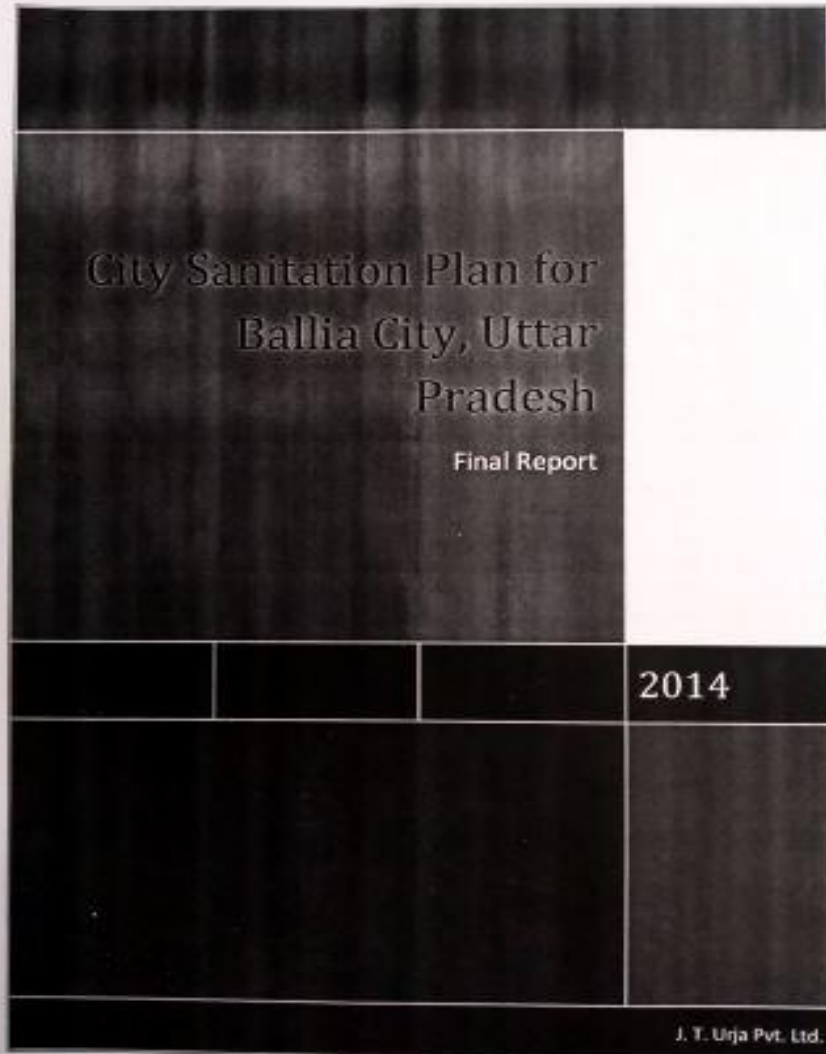 City Sanitation Plan for
Ballia City, Uttar
Pradesh
Final Report
2014
J. T. Urja Pvt. Ltd.